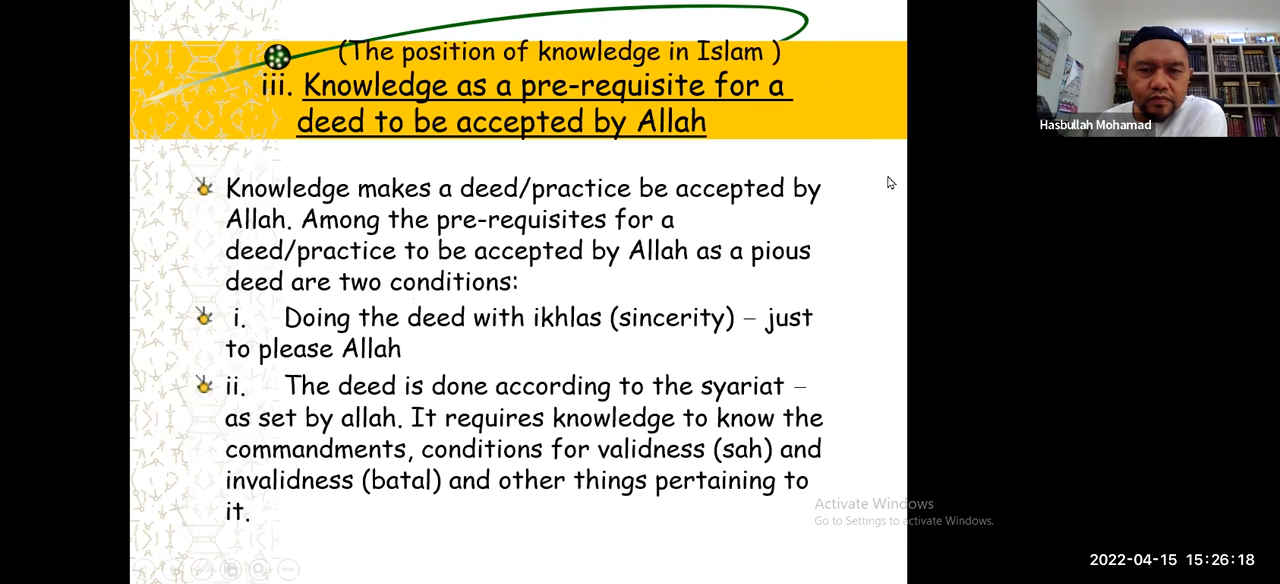 (The position of knowledge in Islam )
iii. Knowledge as a pre-requisite for a
deed to be accepted by Allah
Knowledge makes a deed/practice be accepted by
Allah. Among the pre-requisites for a
deed/practice to be accepted by Allah as a pious
deed are two conditions:
i. Doing the deed with ikhlas (sincerity) – just
to please Allah
ii. The deed is done according to the syariat –
as set by allah. It requires knowledge to know the
commandments, conditions for validness (sah) and
invalidness (batal) and other things pertaining to
it.
Hasbullah Mohamad
Activate Windows
Go to Settings to activate Windows.
2022-04-15 15:26:18